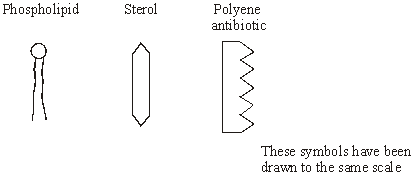 Phospholipid Sterol Polyene
antibiotic
These symbols have been
drawn to the same scale